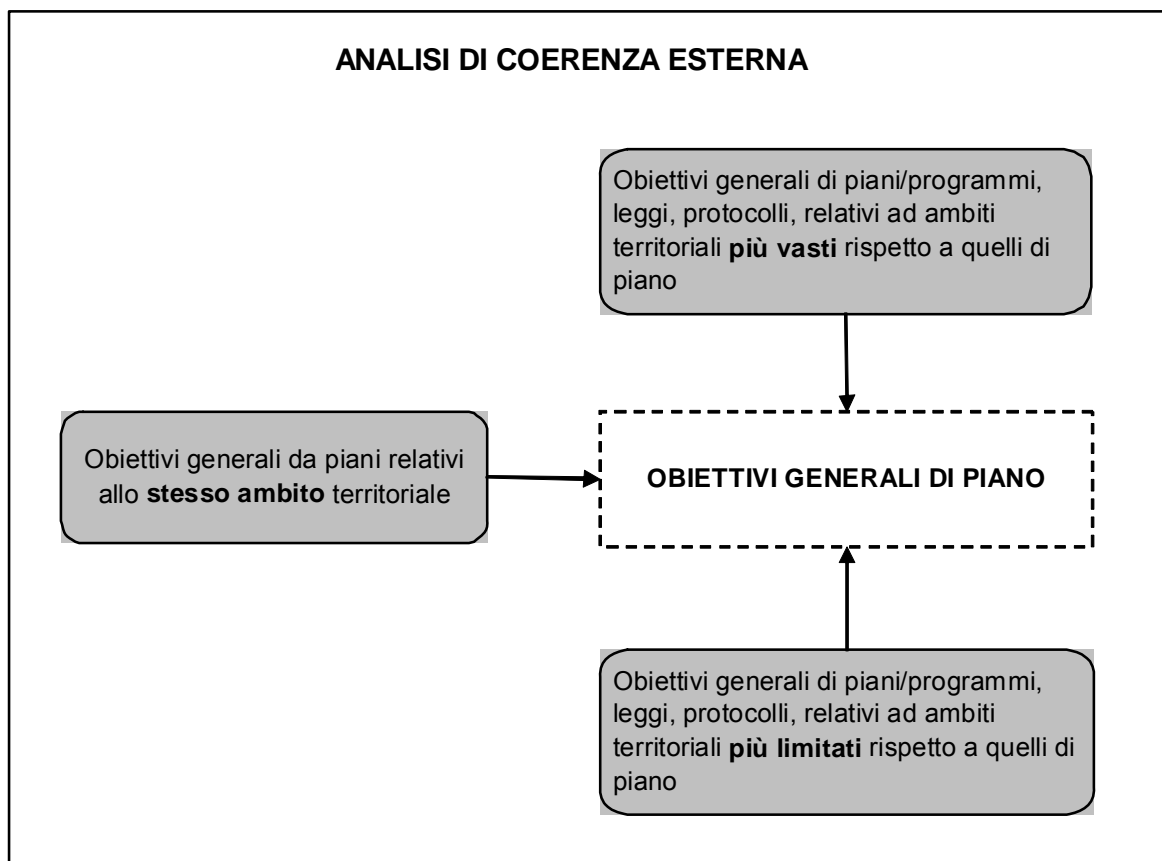 ANALISI DI COERENZA ESTERNA
Obiettivi generali di piani/programmi,
leggi, protocolli, relativi ad ambiti
territoriali più vasti rispetto a quelli di
piano
Obiettivi generali da piani relativi
allo stesso ambito territoriale
OBIETTIVI GENERALI DI PIANO
Obiettivi generali di piani/programmi,
leggi, protocolli, relativi ad ambiti
territoriali più limitati rispetto a quelli di
piano